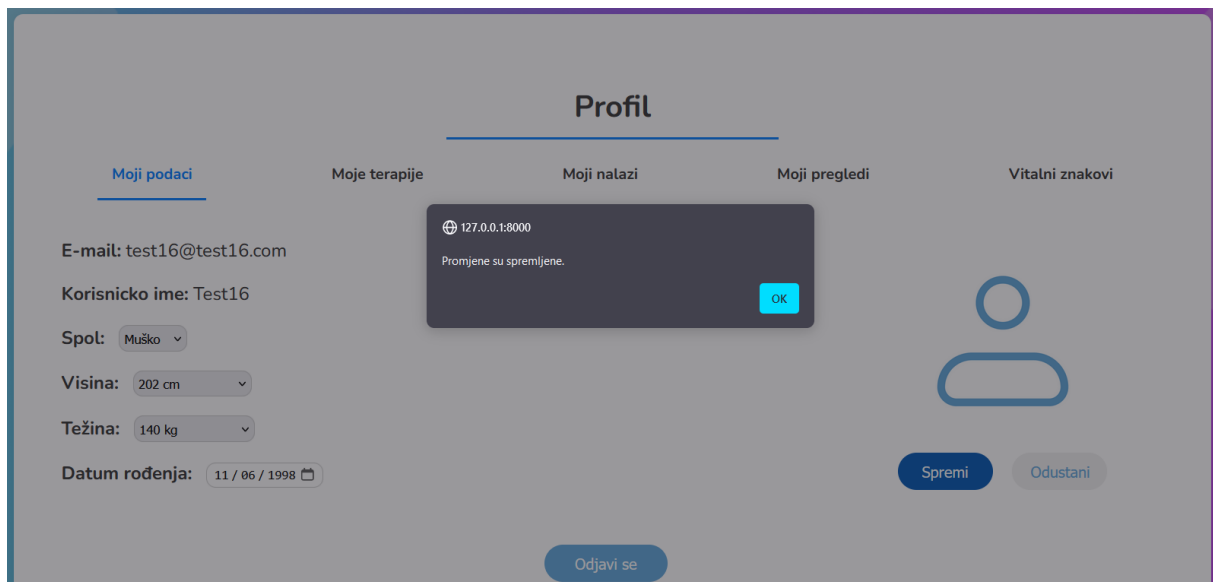 Profil
Moji podaci Moje terapije Moji nalazi Moji pregledi Vitalni znakovi
127.0.0.1:8000
Promjene su spremljene.
OK
E-mail: test16@test16.com
Korisnicko ime: Test16
Spol: Muško
Visina: 202 cm
Težina: 140 kg
Datum rođenja: 11 / 06 / 1998
Spremi Odustani
Odjavi se